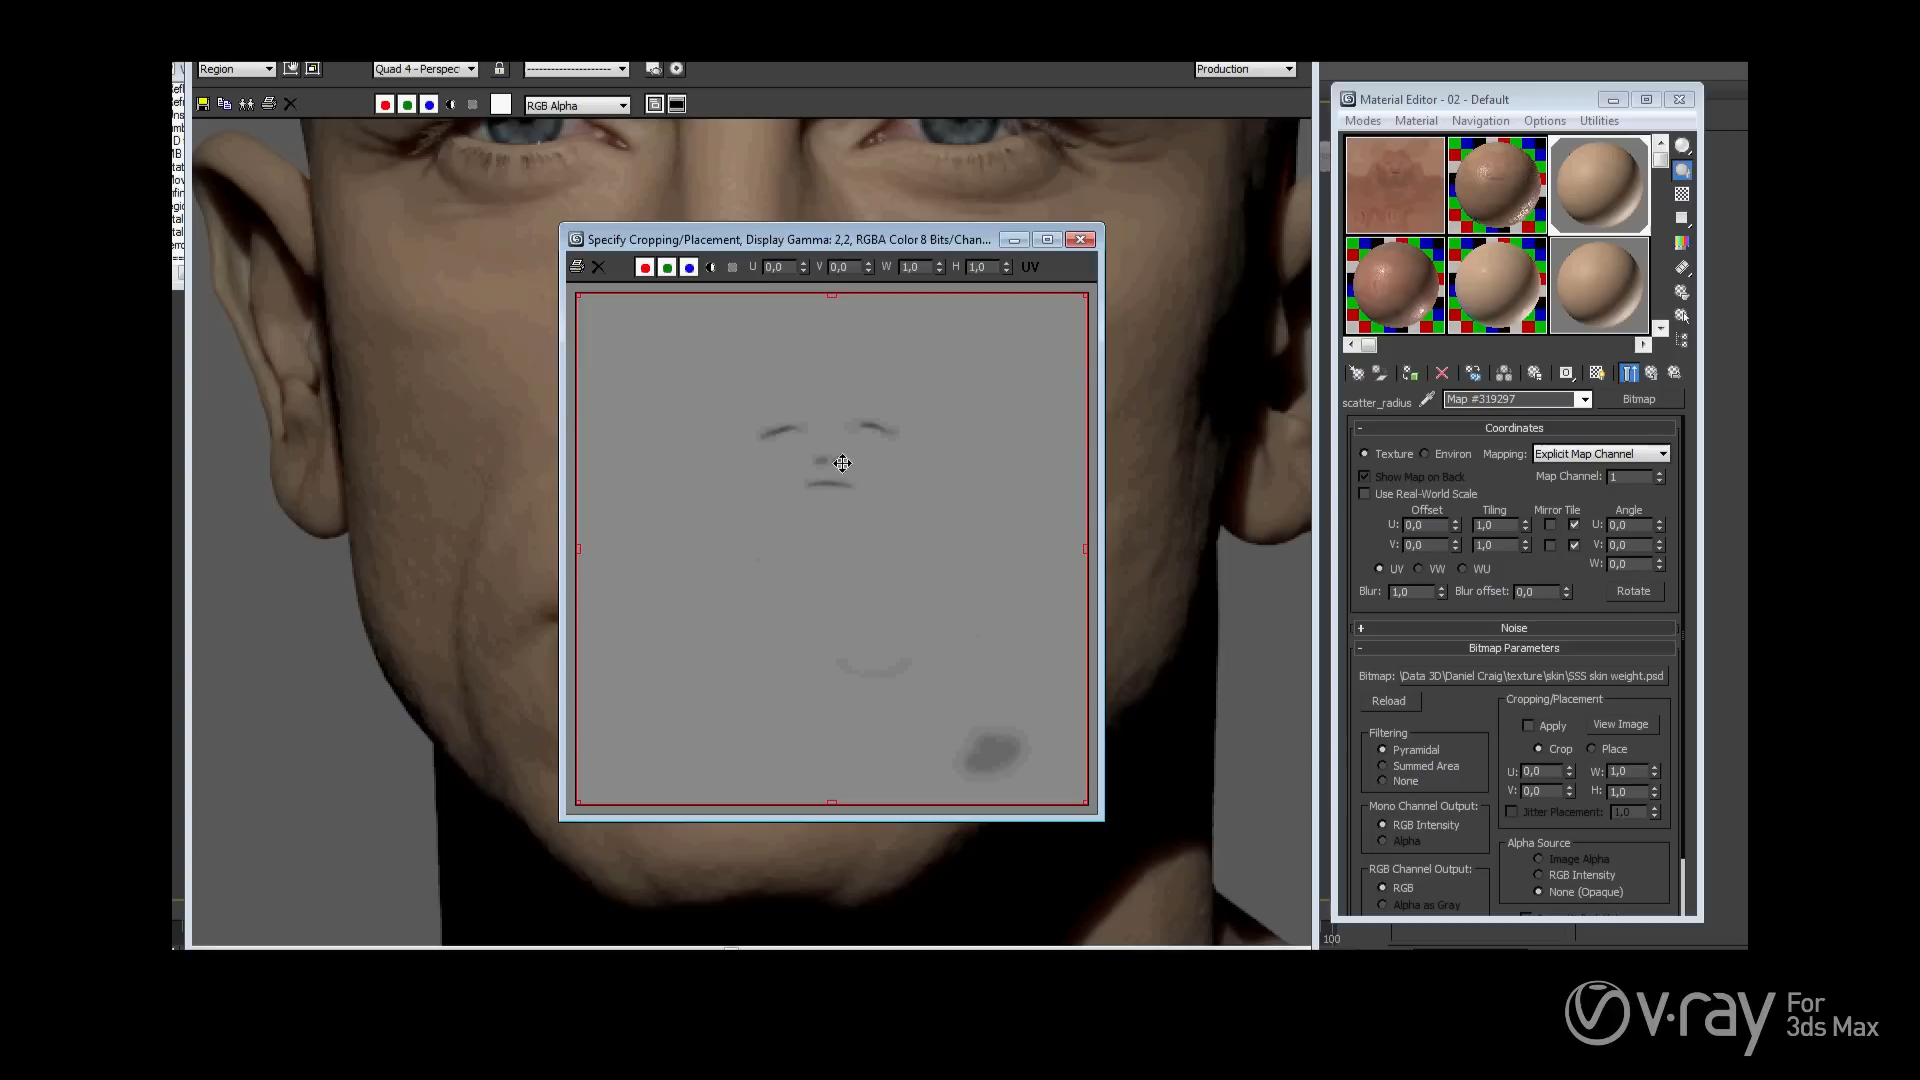 Region
Quad 4 - Perspec
Production
RGB Alpha
Specify Cropping/Placement, Display Gamma: 2,2, RGBA Color 8 Bits/Chan...
U 0,0 V 0,0 W 1,0 H 1,0 UV
Material Editor - 02 - Default
Modes Material Navigation Options Utilities
scatter_radius Map #319297 Bitmap
- Coordinates
Texture Environ Mapping: Explicit Map Channel
Show Map on Back Map Channel: 1
Use Real-World Scale
Offset Tiling Mirror Tile Angle
U: 0,0 1,0 U: 0,0
V: 0,0 1,0 V: 0,0
W: 0,0
UV VW WU
Blur: 1,0 Blur offset: 0,0 Rotate
+ Noise
- Bitmap Parameters
Bitmap: \Data 3D\Daniel Craig\texture\skin\SSS skin weight.psd
Reload
Cropping/Placement
Apply View Image
Crop Place
U: 0,0 W: 1,0
V: 0,0 H: 1,0
Jitter Placement: 1,0
Filtering
Pyramidal
Summed Area
None
Mono Channel Output:
RGB Intensity
Alpha
RGB Channel Output:
RGB
Alpha as Gray
Alpha Source
Image Alpha
RGB Intensity
None (Opaque)
100
v·ray For
3ds Max